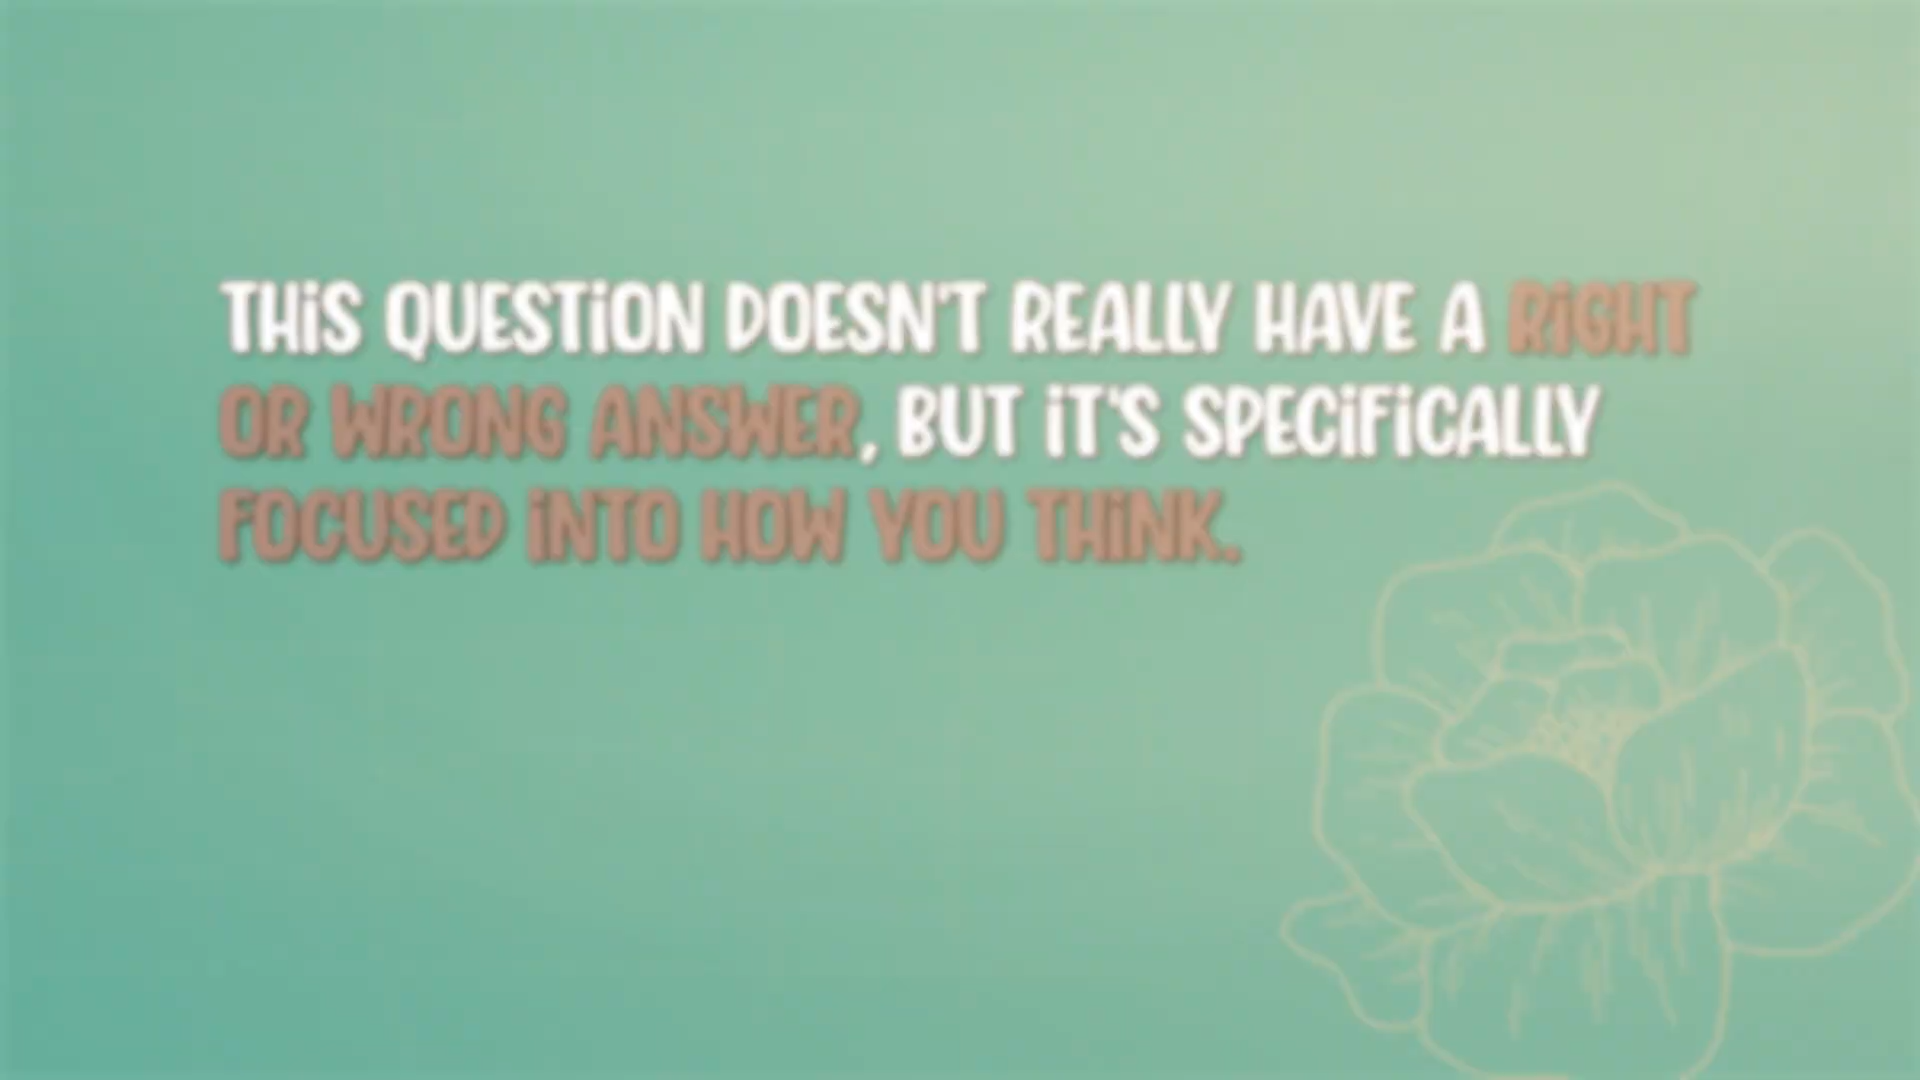 THiS QUESTiON DOESN'T REALLY HAVE A RiGHT
OR WRONG ANSWER, BUT iT'S SPECiFiCALLY
FOCUSED iNTO HOW YOU THiNK.